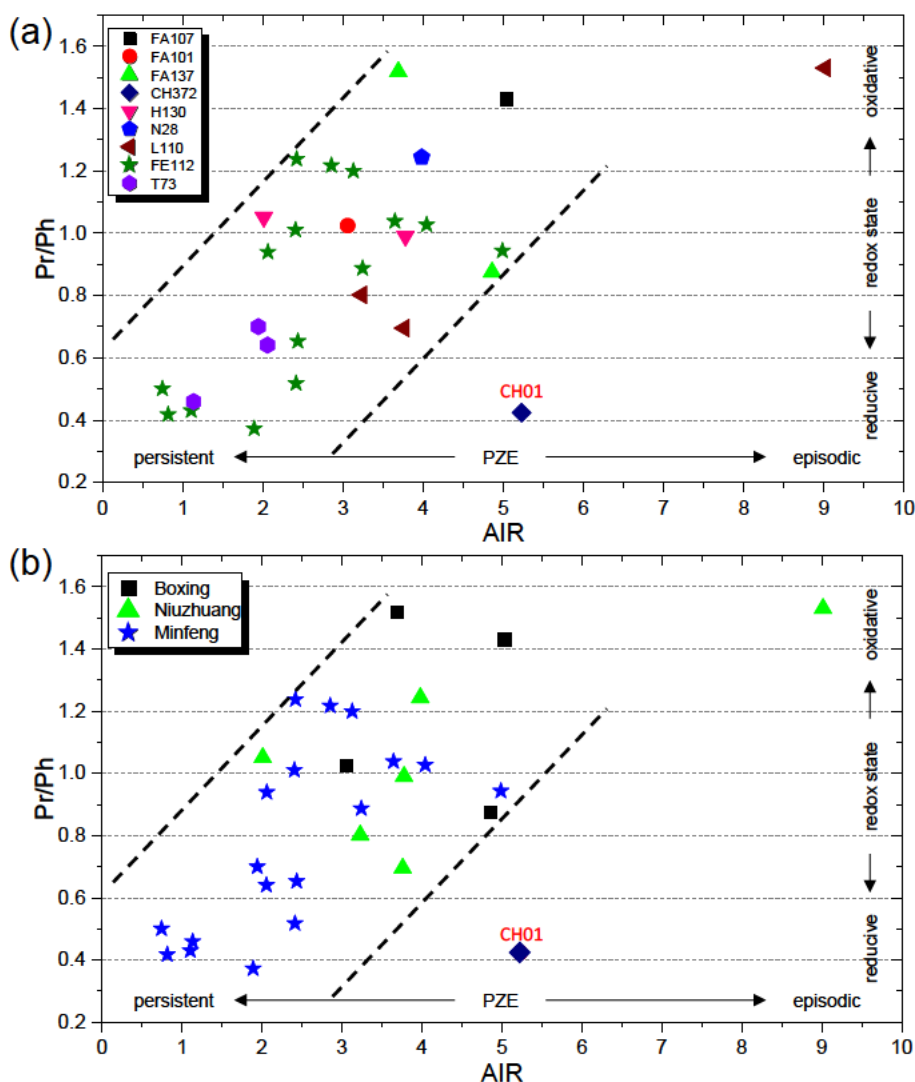 (a)
FA107
FA101
FA137
CH372
H130
N28
L110
FE112
T73
1.6
1.4
1.2
1.0
0.8
0.6
0.4
0.2
Pr/Ph
oxidative
redox state
reducive
CH01
persistent PZE episodic
0 1 2 3 4 5 6 7 8 9 10
AIR
(b)
Boxing
Niuzhuang
Minfeng
1.6
1.4
1.2
1.0
0.8
0.6
0.4
0.2
Pr/Ph
oxidative
redox state
reducive
CH01
persistent PZE episodic
0 1 2 3 4 5 6 7 8 9 10
AIR